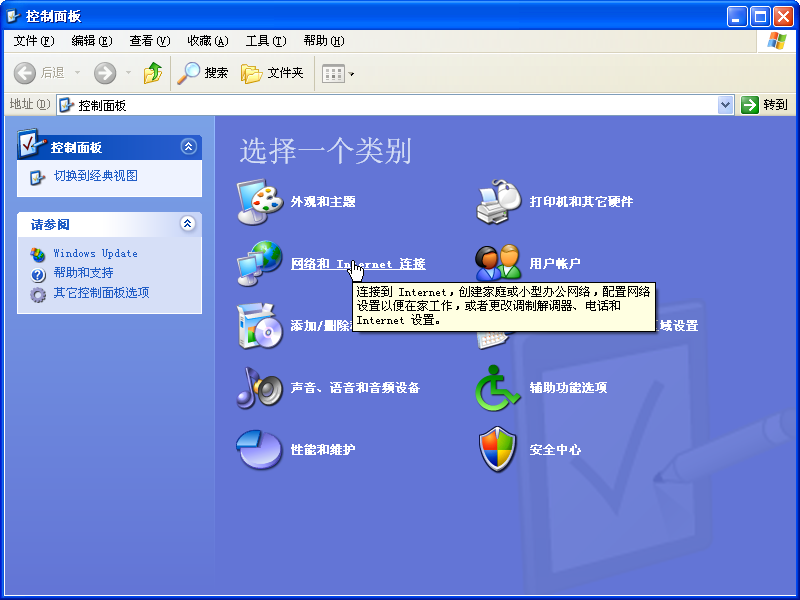 控制面板
文件(F) 编辑(E) 查看(V) 收藏(A) 工具(T) 帮助(H)
后退 搜索 文件夹
地址(D) 控制面板 转到
控制面板
切换到经典视图
请参阅
Windows Update
帮助和支持
其它控制面板选项
选择一个类别
外观和主题
打印机和其它硬件
网络和 Internet 连接
用户帐户
连接到 Internet，创建家庭或小型办公网络，配置网络
设置以便在家工作，或者更改调制解调器、电话和
Internet 设置。
添加/删除
域设置
声音、语音和音频设备
辅助功能选项
性能和维护
安全中心